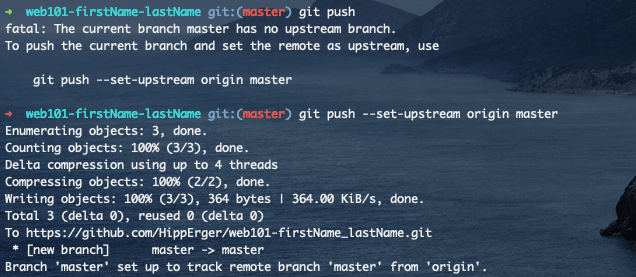 ➜  web101-firstName-lastName git:(master) git push
fatal: The current branch master has no upstream branch.
To push the current branch and set the remote as upstream, use

    git push --set-upstream origin master

➜  web101-firstName-lastName git:(master) git push --set-upstream origin master
Enumerating objects: 3, done.
Counting objects: 100% (3/3), done.
Delta compression using up to 4 threads
Compressing objects: 100% (2/2), done.
Writing objects: 100% (3/3), 364 bytes | 364.00 KiB/s, done.
Total 3 (delta 0), reused 0 (delta 0)
To https://github.com/HippErger/web101-firstName_lastName.git
 * [new branch]      master -> master
Branch 'master' set up to track remote branch 'master' from 'origin'.